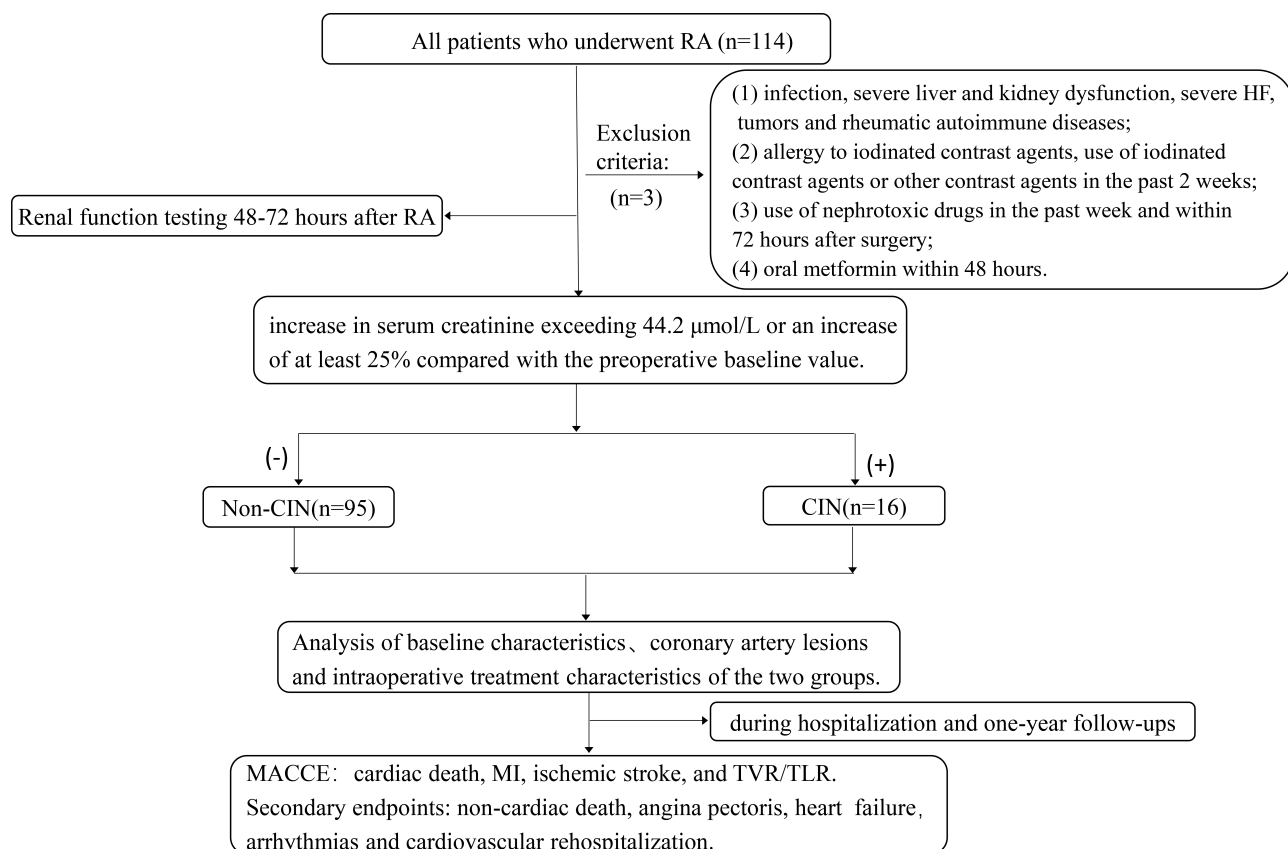 All patients who underwent RA (n=114)
Exclusion
criteria:
(n=3)
(1) infection, severe liver and kidney dysfunction, severe HF,
tumors and rheumatic autoimmune diseases;
(2) allergy to iodinated contrast agents, use of iodinated
contrast agents or other contrast agents in the past 2 weeks;
(3) use of nephrotoxic drugs in the past week and within
72 hours after surgery;
(4) oral metformin within 48 hours.
Renal function testing 48-72 hours after RA
increase in serum creatinine exceeding 44.2 μmol/L or an increase
of at least 25% compared with the preoperative baseline value.
(-)
(+)
Non-CIN(n=95)
CIN(n=16)
Analysis of baseline characteristics、coronary artery lesions
and intraoperative treatment characteristics of the two groups.
during hospitalization and one-year follow-ups
MACCE： cardiac death, MI, ischemic stroke, and TVR/TLR.
Secondary endpoints: non-cardiac death, angina pectoris, heart failure,
arrhythmias and cardiovascular rehospitalization.